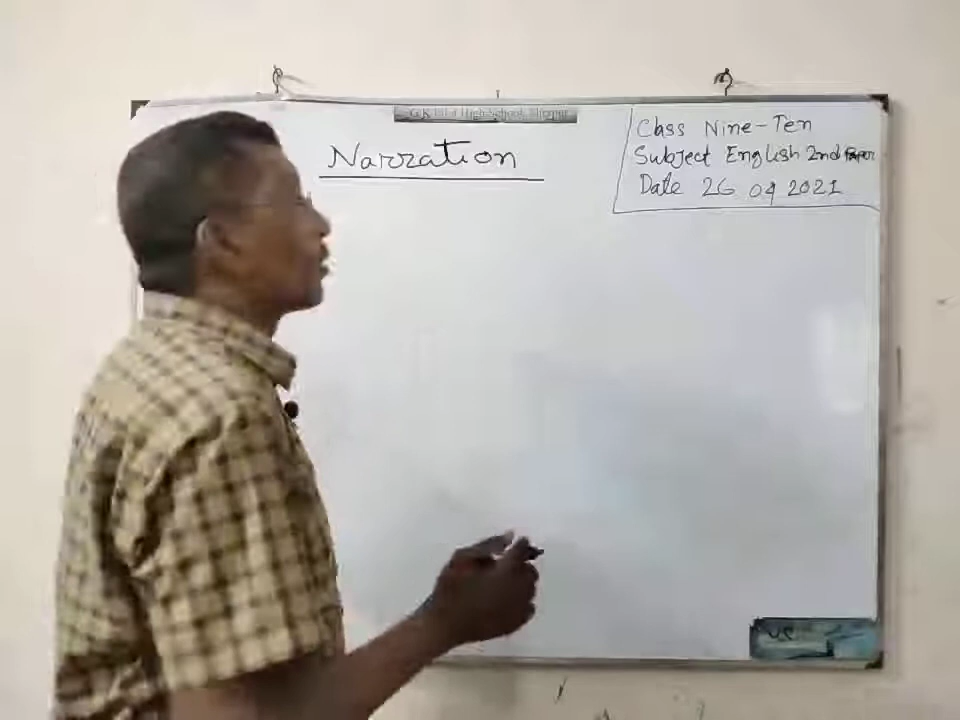 Narration
Class Nine-Ten
Subject English 2nd Paper
Date 26 04 2021